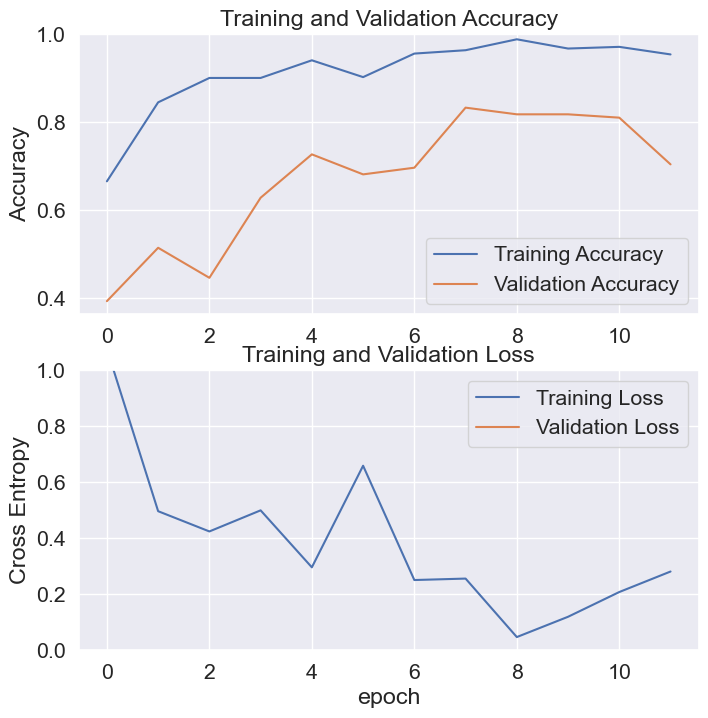 Training and Validation Accuracy
1.0
0.8
0.6
0.4
Accuracy
Training Accuracy
Validation Accuracy
0 2 4 6 8 10
Training and Validation Loss
1.0
0.8
0.6
0.4
0.2
0.0
Cross Entropy
Training Loss
Validation Loss
0 2 4 6 8 10
epoch